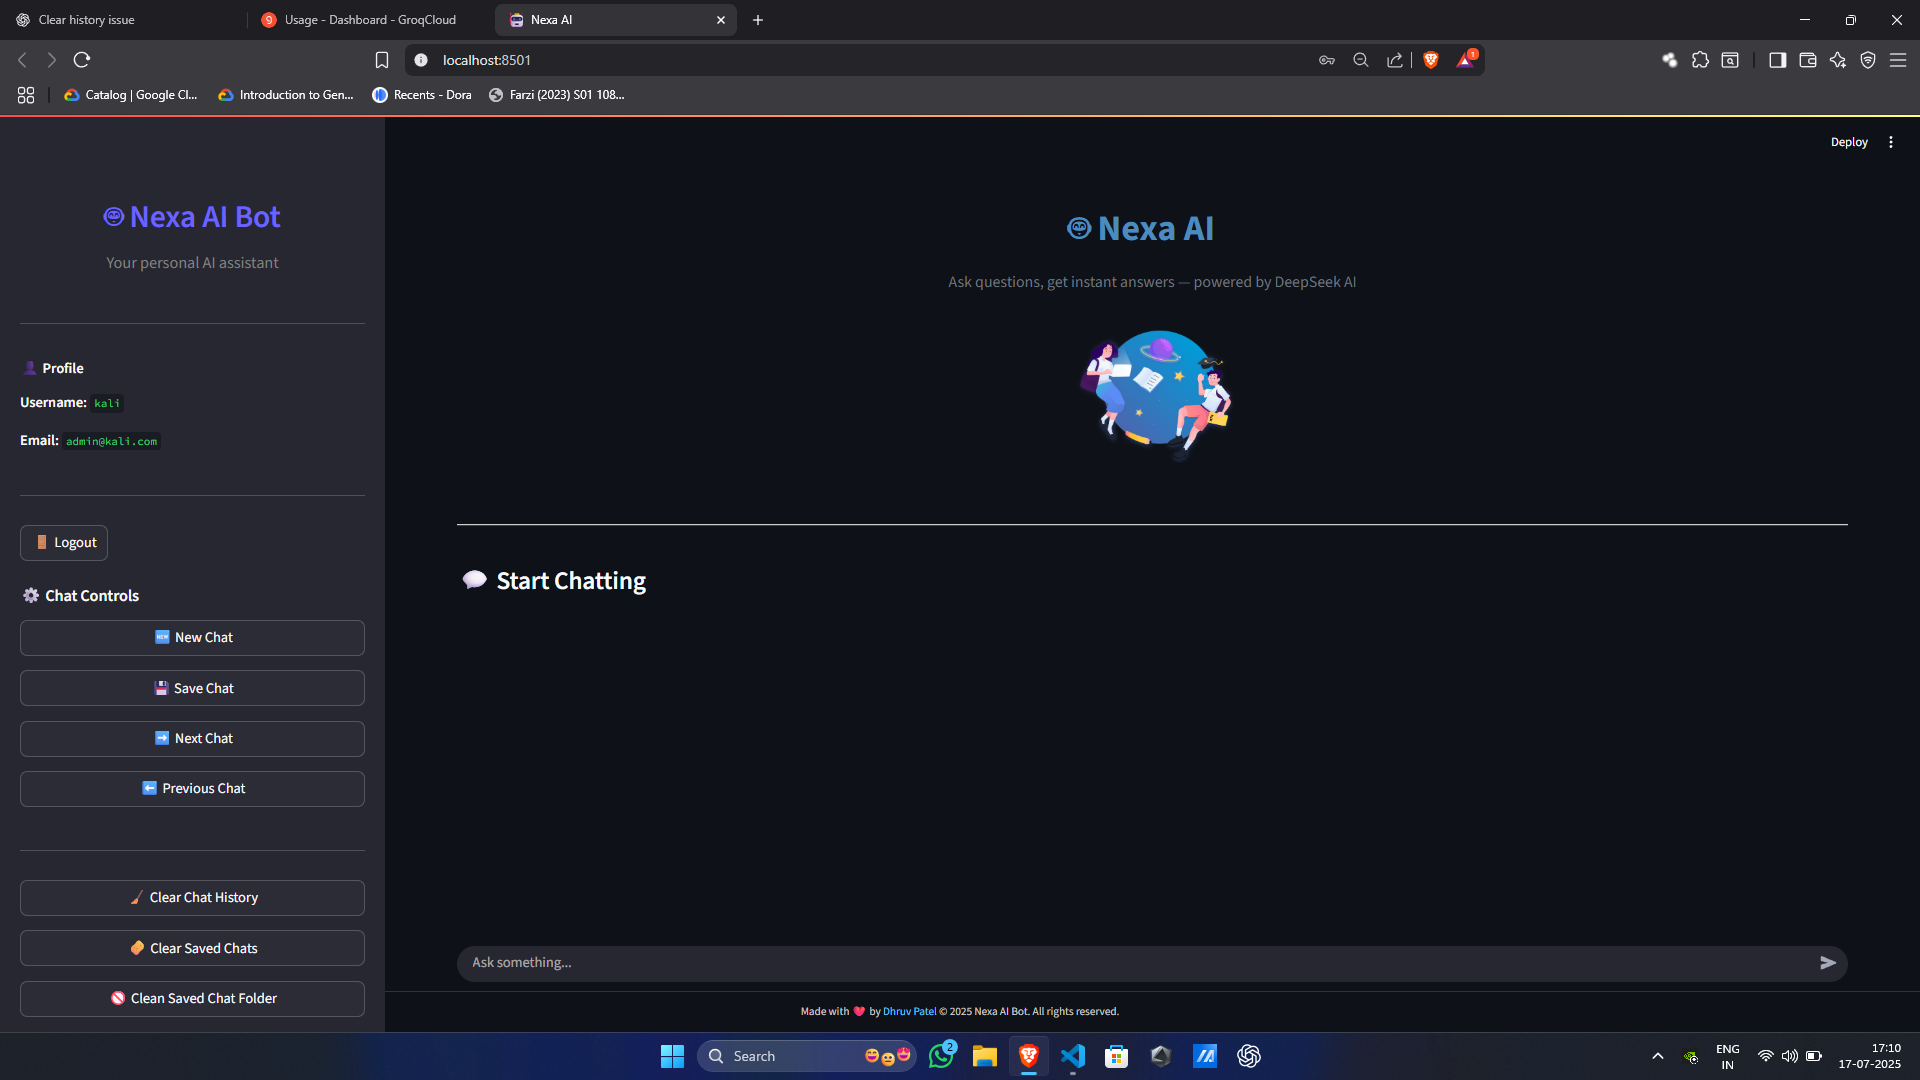 Clear history issue
9 Usage - Dashboard - GroqCloud
Nexa AI
localhost:8501
1
Catalog | Google Cl...
Introduction to Gen...
Recents - Dora
Farzi (2023) S01 108...
Deploy
Nexa AI Bot
Your personal AI assistant
Profile
Username: kali
Email: admin@kali.com
Logout
Chat Controls
NEW New Chat
Save Chat
Next Chat
Previous Chat
Clear Chat History
Clear Saved Chats
Clean Saved Chat Folder
Nexa AI
Ask questions, get instant answers — powered by DeepSeek AI
Start Chatting
Ask something...
Made with ❤️ by Dhruv Patel © 2025 Nexa AI Bot. All rights reserved.
Search
2
ENG
IN
17:10
17-07-2025